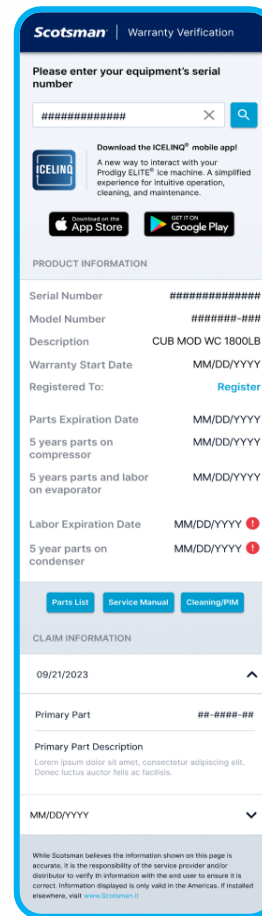 Scotsman® | Warranty Verification
Please enter your equipment's serial
number
#############
Download the ICELINQ® mobile app!
A new way to interact with your
Prodigy ELITE® ice machine. A simplified
experience for intuitive operation,
cleaning, and maintenance.
ICELINQ
Download on the
App Store
GET IT ON
Google Play
PRODUCT INFORMATION
Serial Number ##############
Model Number #######-###
Description CUB MOD WC 1800LB
Warranty Start Date MM/DD/YYYY
Registered To: Register
Parts Expiration Date MM/DD/YYYY
5 years parts on MM/DD/YYYY
compressor
5 years parts and labor MM/DD/YYYY
on evaporator
Labor Expiration Date MM/DD/YYYY !
5 year parts on MM/DD/YYYY !
condenser
Parts List Service Manual Cleaning/PIM
CLAIM INFORMATION
09/21/2023
Primary Part ##-####-##
Primary Part Description
Lorem ipsum dolor sit amet, consectetur adipiscing elit.
Donec luctus auctor felis ac facilisis.
MM/DD/YYYY
While Scotsman believes the information shown on this page is
accurate, it is the responsibility of the service provider and/or
distributor to verify th information with the end user to ensure it is
correct. Information displayed is only valid in the Americas. If installed
elsewhere, visit www.Scotsman.it